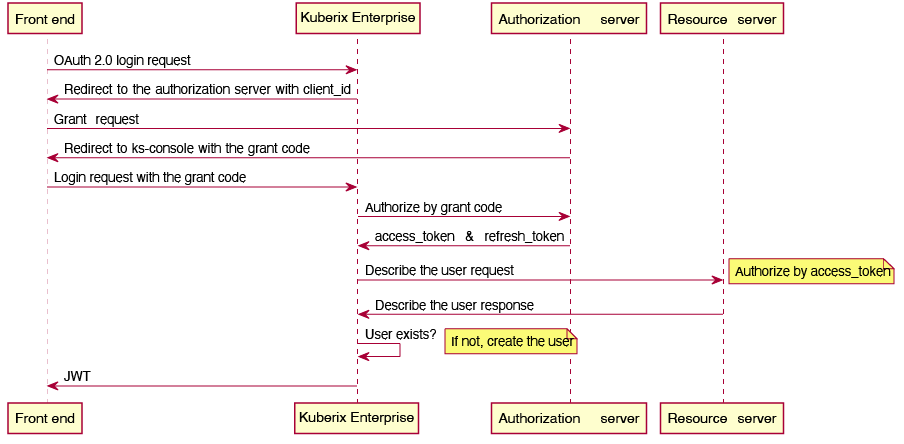 Front end
Kuberix Enterprise
Authorization server
Resource server
OAuth 2.0 login request
Redirect to the authorization server with client_id
Grant request
Redirect to ks-console with the grant code
Login request with the grant code
Authorize by grant code
access_token & refresh_token
Describe the user request
Authorize by access_token
Describe the user response
User exists?
If not, create the user
JWT
Front end
Kuberix Enterprise
Authorization server
Resource server